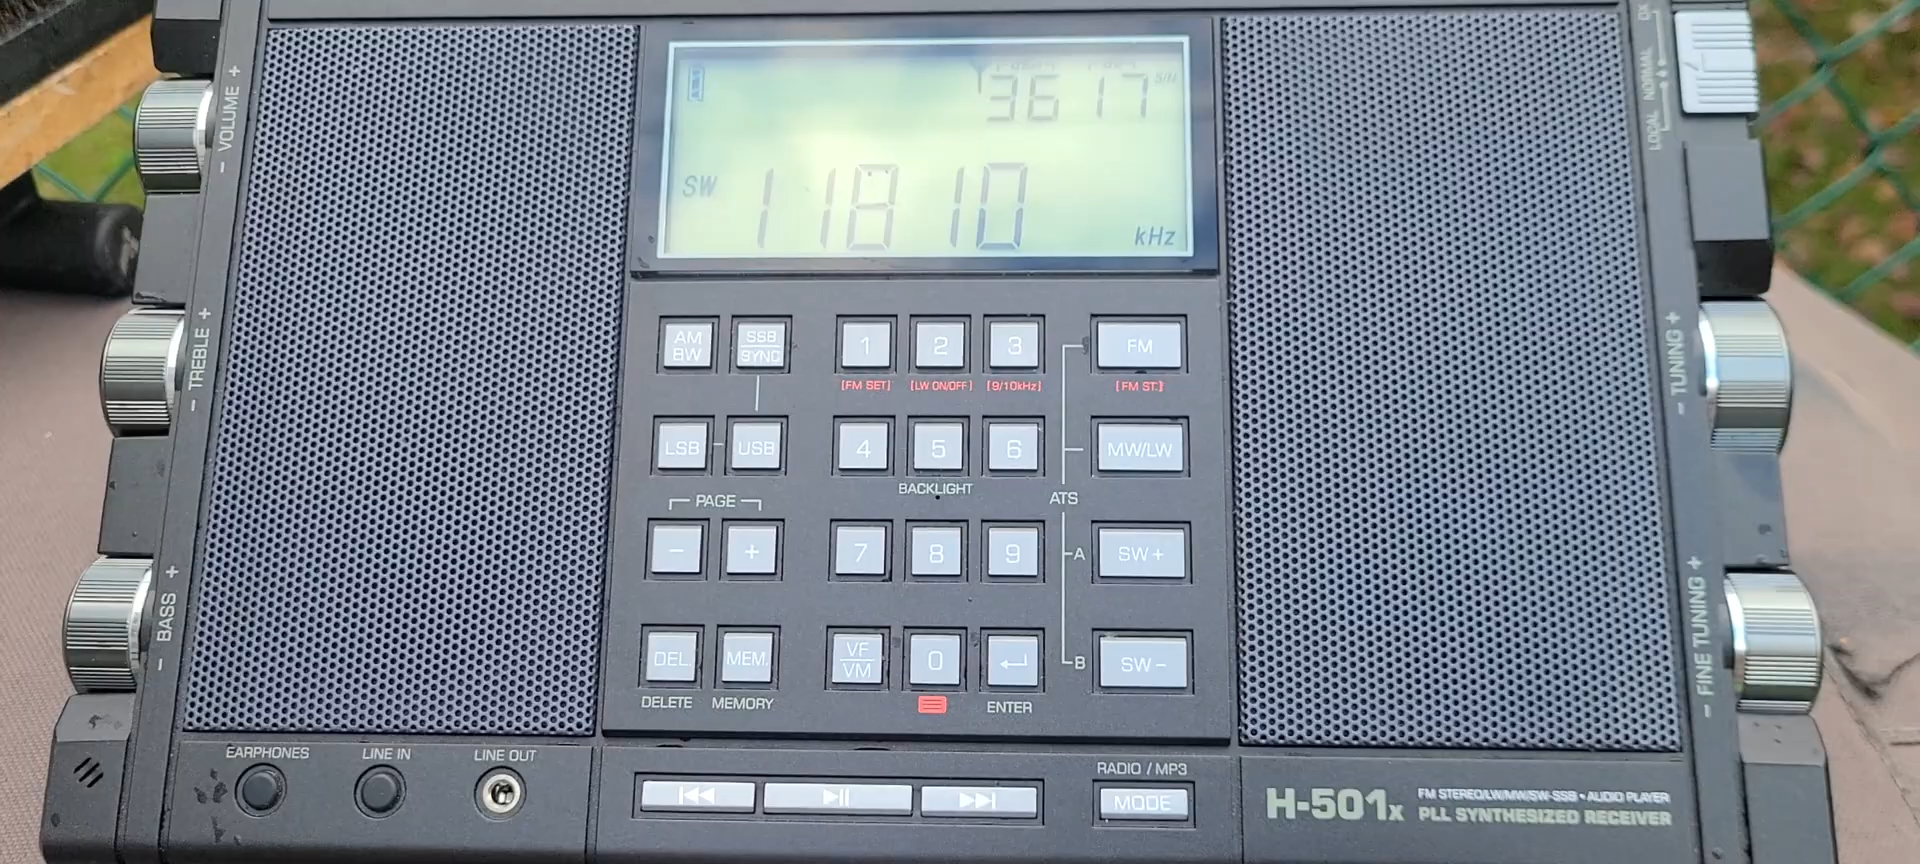 3617 S/N
SW 11810 kHz
- VOLUME +
LOCAL NORMAL DX
AM BW
SSB SYNC
1
2
3
FM
[FM SET]
[LW ON/OFF]
[9/10kHz]
[FM ST.]
- TREBLE +
- TUNING +
LSB
USB
4
5
6
MW/LW
BACKLIGHT
ATS
PAGE
-
+
7
8
9
A
SW+
- BASS +
- FINE TUNING +
DEL.
MEM.
VF VM
0
B
SW-
DELETE
MEMORY
ENTER
EARPHONES
LINE IN
LINE OUT
RADIO / MP3
MODE
H-501x
FM STEREO/LW/MW/SW-SSB • AUDIO PLAYER
PLL SYNTHESIZED RECEIVER